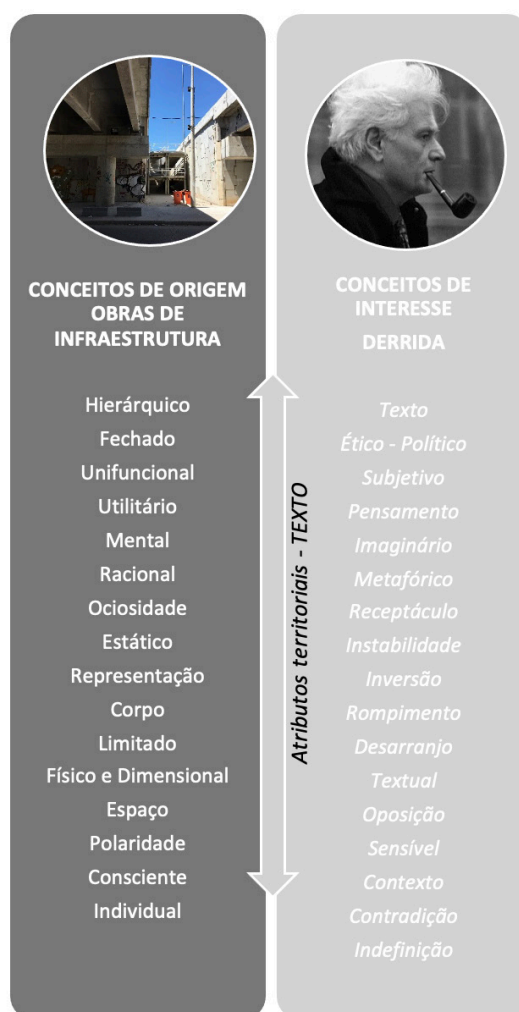 CONCEITOS DE ORIGEM
OBRAS DE
INFRAESTRUTURA
Hierárquico
Fechado
Unifuncional
Utilitário
Mental
Racional
Ociosidade
Estático
Representação
Corpo
Limitado
Físico e Dimensional
Espaço
Polaridade
Consciente
Individual
Atributos territoriais - TEXTO
CONCEITOS DE
INTERESSE
DERRIDA
Texto
Ético - Político
Subjetivo
Pensamento
Imaginário
Metafórico
Receptáculo
Instabilidade
Inversão
Rompimento
Desarranjo
Textual
Oposição
Sensível
Contexto
Contradição
Indefinição